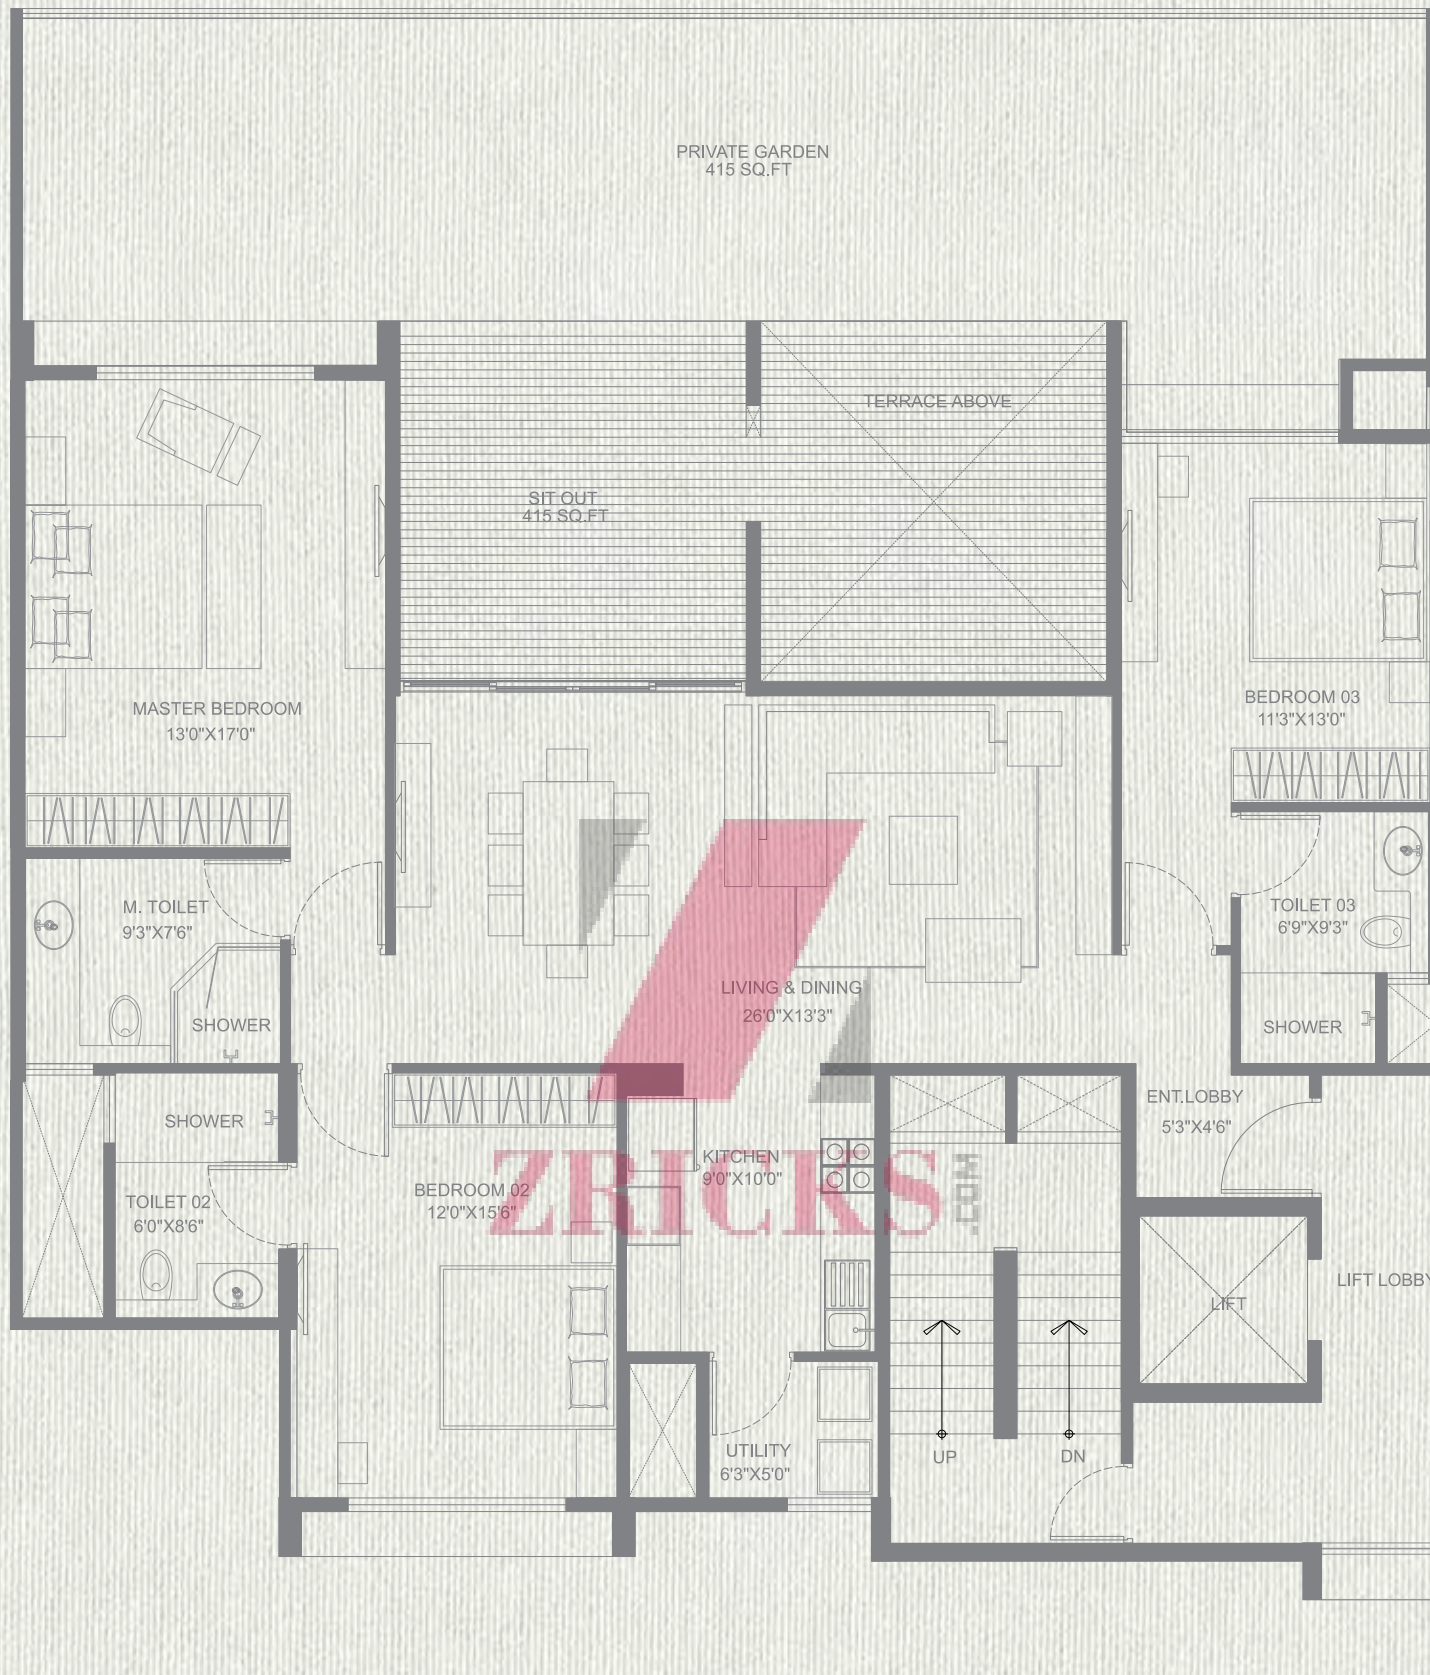 PRIVATE GARDEN
415 SQ.FT
TERRACE ABOVE
SIT OUT
415 SQ.FT
MASTER BEDROOM
13'0"X17'0"
BEDROOM 03
11'3"X13'0"
M. TOILET
9'3"X7'6"
TOILET 03
6'9"X9'3"
LIVING & DINING
26'0"X13'3"
SHOWER
SHOWER
ENT.LOBBY
5'3"X4'6"
SHOWER
KITCHEN
9'0"X10'0"
BEDROOM 02
12'0"X15'6"
TOILET 02
6'0"X8'6"
ZRICKS
.COM
LIFT LOBBY
LIFT
UTILITY
6'3"X5'0"
UP
DN